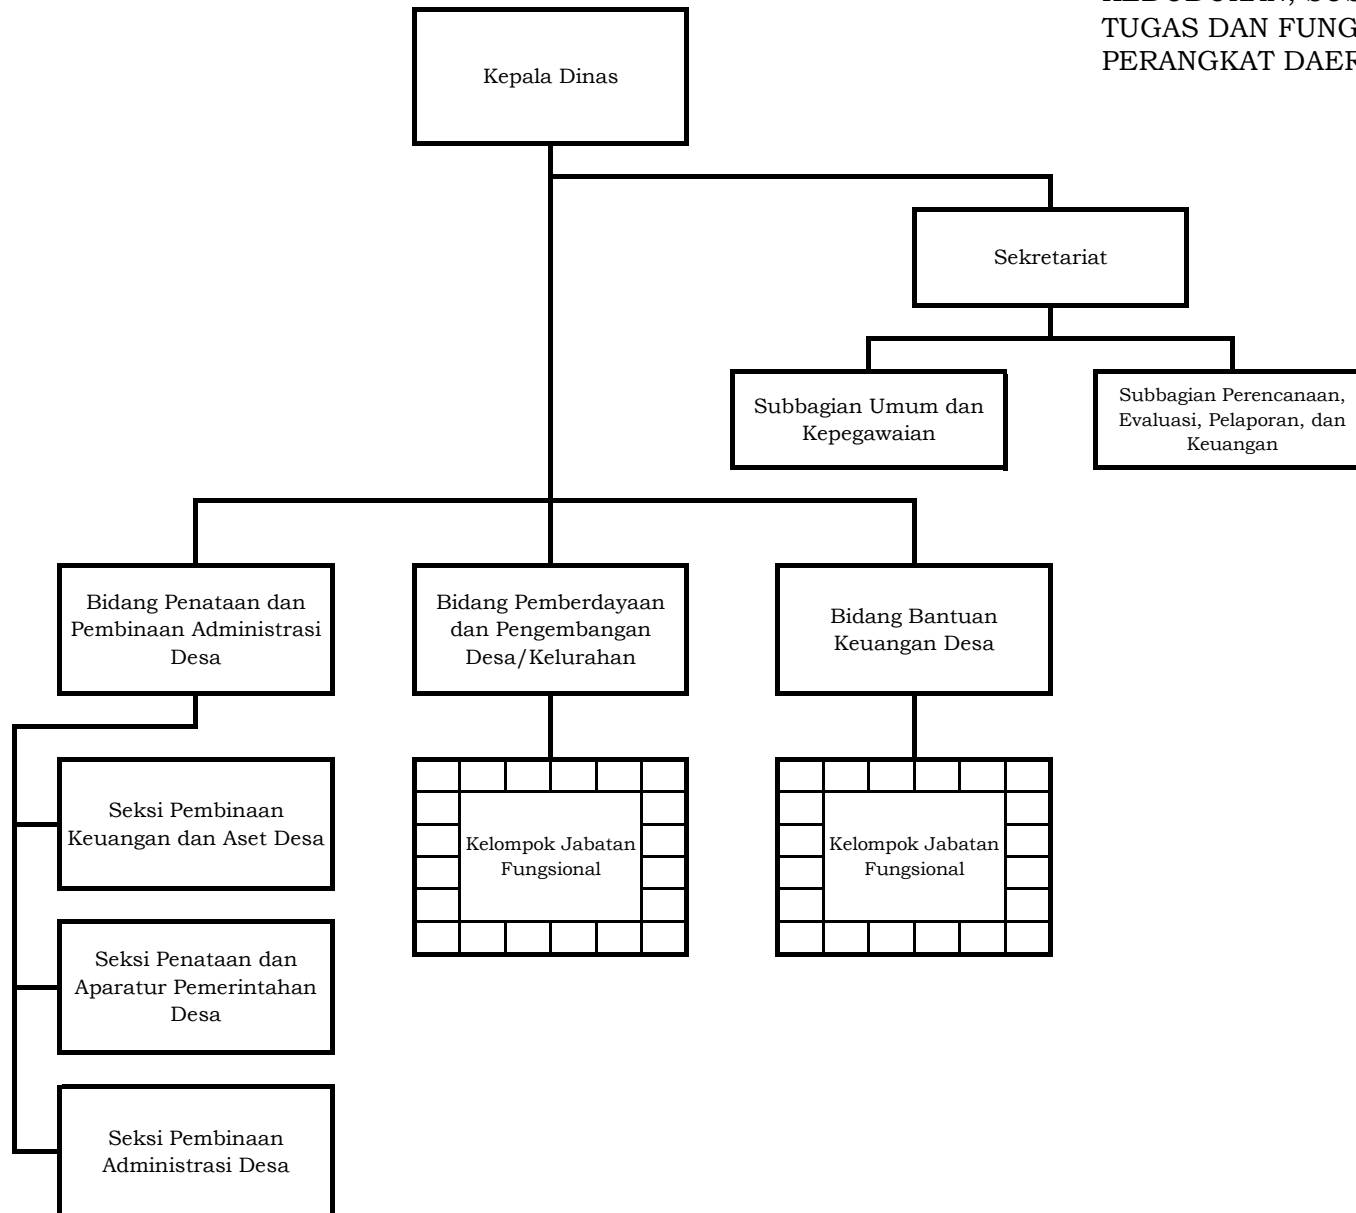 TUGAS DAN FUNG
PERANGKAT DAER
Kepala Dinas
Sekretariat
Subbagian Umum dan
Kepegawaian
Subbagian Perencanaan,
Evaluasi, Pelaporan, dan
Keuangan
Bidang Penataan dan
Pembinaan Administrasi
Desa
Bidang Pemberdayaan
dan Pengembangan
Desa/Kelurahan
Bidang Bantuan
Keuangan Desa
Seksi Pembinaan
Keuangan dan Aset Desa
Kelompok Jabatan
Fungsional
Kelompok Jabatan
Fungsional
Seksi Penataan dan
Aparatur Pemerintahan
Desa
Seksi Pembinaan
Administrasi Desa